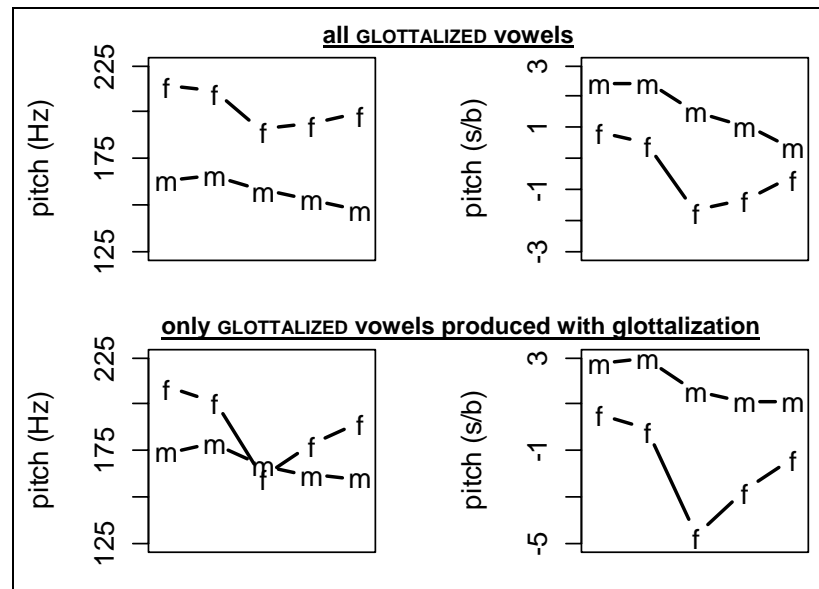 all GLOTTALIZED vowels
pitch (Hz)
225
175
125
f f f f f
m m m m m
pitch (s/b)
3
1
-1
-3
m m m m m
f f f f f
only GLOTTALIZED vowels produced with glottalization
pitch (Hz)
225
175
125
f f f f f
m m m m m
pitch (s/b)
3
-1
-5
m m m m m
f f f f f